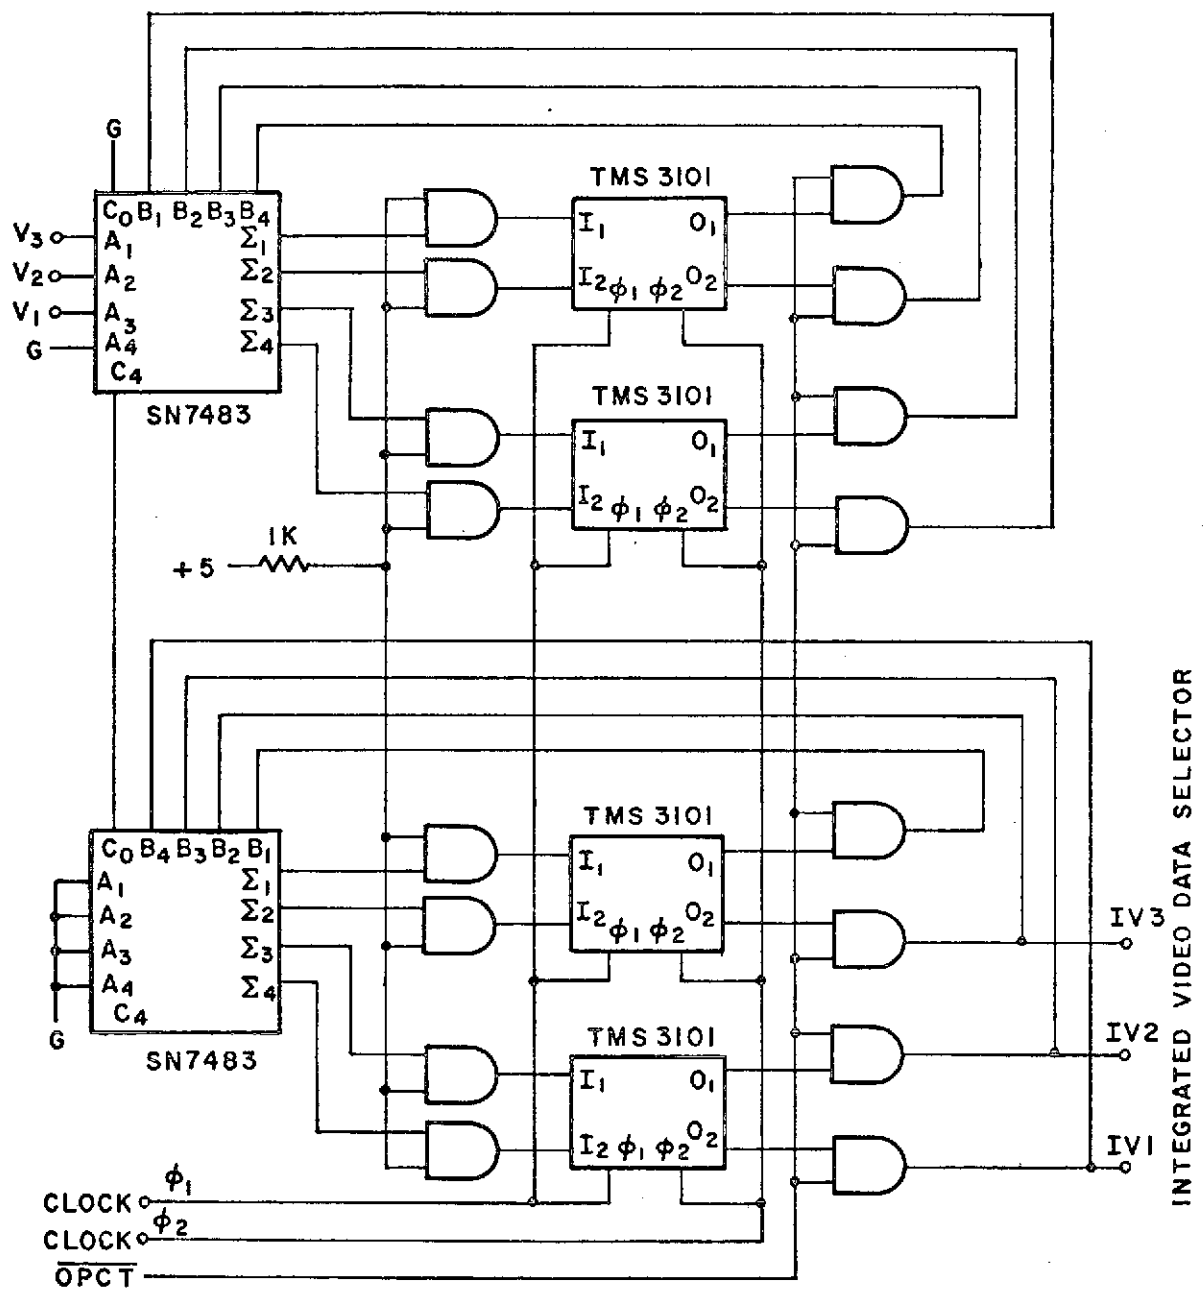 G
TMS 3101
C0 B1 B2 B3 B4
V3 A1 Σ1 I1 O1
V2 A2 Σ2 I2 ϕ1 ϕ2 O2
V1 A3 Σ3
G A4 Σ4
C4
SN7483
TMS 3101
I1 O1
I2 ϕ1 ϕ2 O2
1K
+5
TMS 3101
C0 B4 B3 B2 B1
A1 Σ1 I1 O1
A2 Σ2 I2 ϕ1 ϕ2 O2
A3 Σ3
A4 Σ4
C4
G
SN7483
TMS 3101
I1 O1
I2 ϕ1 ϕ2 O2
IV3
IV2
IV1
INTEGRATED VIDEO DATA SELECTOR
CLOCK ϕ1
CLOCK ϕ2
O̅P̅C̅T̅